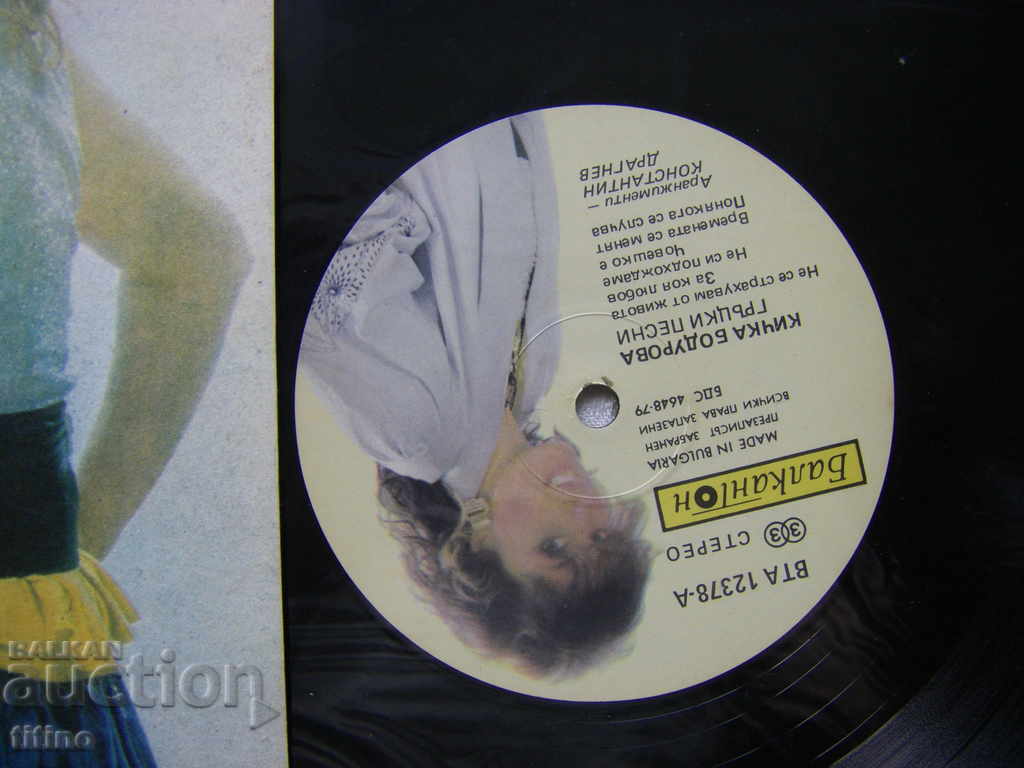 ВТА 12378-А
33 СТЕРЕО
Балкантон
MADE IN BULGARIA
ПРЕЗАПИСЪТ ЗАБРАНЕН
ВСИЧКИ ПРАВА ЗАПАЗЕНИ
БДС 4648-79
КИЧКА БОДУРОВА
ГРЪЦКИ ПЕСНИ
Не се страхувам от живота
За коя любов
Не си подхождаме
Човешко е
Времената се менят
Понякога се случва
Аранжименти –
КОНСТАНТИН
ДРАГНЕВ
BALKAN
auction
titino